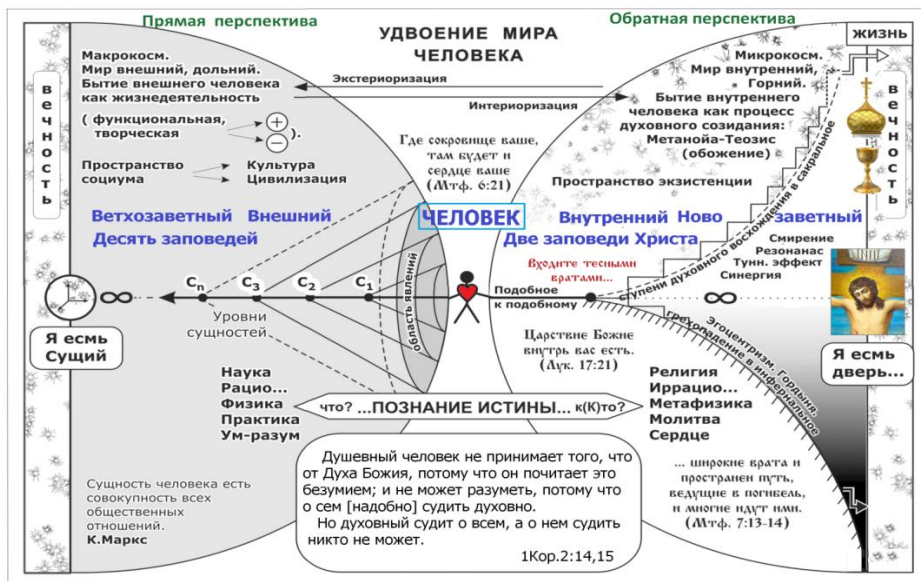 Прямая перспектива
УДВОЕНИЕ МИРА
ЧЕЛОВЕКА
Обратная перспектива
ЖИЗНЬ
вечность
Макрокосм.
Мир внешний, дольний.
Бытие внешнего человека
как жизнедеятельность
( функциональная,
творческая
+
−
).
Пространство
социума
Культура
Цивилизация
Экстериоризация
Интериоризация
Где сокровище ваше,
там будет и
сердце ваше
(Мтф. 6:21)
Микрокосм.
Мир внутренний,
Горний.
Бытие внутреннего
человека как процесс
духовного созидания:
Метанойа-Теозис
(обожение)
Пространство экзистенции
вечность
Ветхозаветный Внешний
Десять заповедей
ЧЕЛОВЕК
Внутренний Ново заветный
Две заповеди Христа
Смирение
Резонанас
Тунн. эффект
Синергия
ступени духовного восхождения в сакральное
Входите тесными
вратами...
∞
Cn
C3
C2
C1
область явлений
Подобное
к подобному
∞
Уровни
сущностей
Я есмь
Сущий
Царствие Божие
внутрь вас есть.
(Лук. 17:21)
Эгоцентризм. Гордыня.
грехопадение в инфернальное
Я есмь
дверь...
Наука
Рацио...
Физика
Практика
Ум-разум
что? ...ПОЗНАНИЕ ИСТИНЫ... к(К)то?
Религия
Иррацио...
Метафизика
Молитва
Сердце
Душевный человек не принимает того, что
от Духа Божия, потому что он почитает это
безумием; и не может разуметь, потому что
о сем [надобно] судить духовно.
Но духовный судит о всем, а о нем судить
никто не может.
1Кор.2:14,15
Сущность человека есть
совокупность всех
общественных
отношений.
К.Маркс
... широкие врата и
пространен путь,
ведущие в погибель,
и многие идут ими.
(Мтф. 7:13-14)